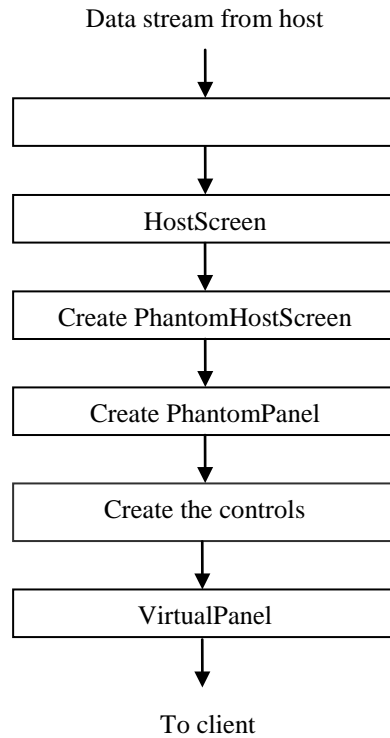 Data stream from host
HostScreen
Create PhantomHostScreen
Create PhantomPanel
Create the controls
VirtualPanel
To client